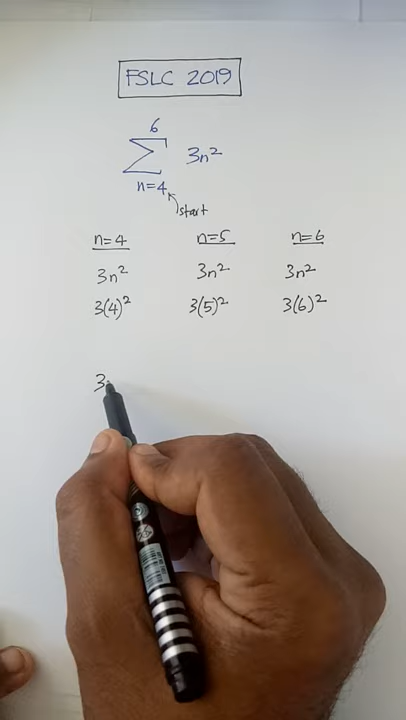 FSLC 2019
6
∑ 3n²
n=4
start
n=4 n=5 n=6
3n² 3n² 3n²
3(4)² 3(5)² 3(6)²
3